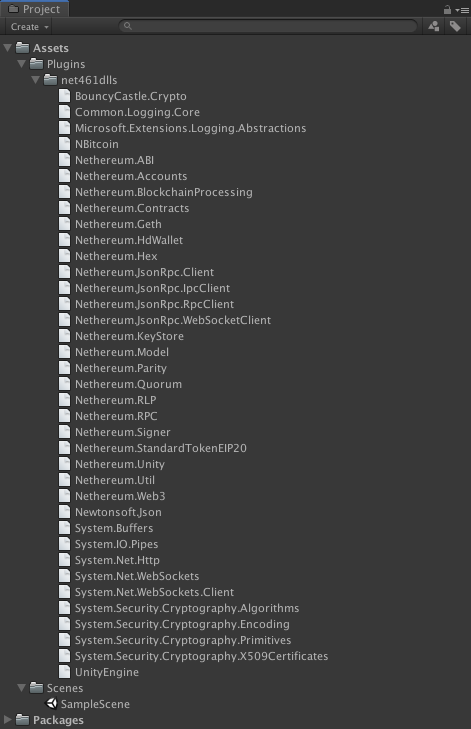 Project
Create
Assets
Plugins
net461dlls
BouncyCastle.Crypto
Common.Logging.Core
Microsoft.Extensions.Logging.Abstractions
NBitcoin
Nethereum.ABI
Nethereum.Accounts
Nethereum.BlockchainProcessing
Nethereum.Contracts
Nethereum.Geth
Nethereum.HdWallet
Nethereum.Hex
Nethereum.JsonRpc.Client
Nethereum.JsonRpc.IpcClient
Nethereum.JsonRpc.RpcClient
Nethereum.JsonRpc.WebSocketClient
Nethereum.KeyStore
Nethereum.Model
Nethereum.Parity
Nethereum.Quorum
Nethereum.RLP
Nethereum.RPC
Nethereum.Signer
Nethereum.StandardTokenEIP20
Nethereum.Unity
Nethereum.Util
Nethereum.Web3
Newtonsoft.Json
System.Buffers
System.IO.Pipes
System.Net.Http
System.Net.WebSockets
System.Net.WebSockets.Client
System.Security.Cryptography.Algorithms
System.Security.Cryptography.Encoding
System.Security.Cryptography.Primitives
System.Security.Cryptography.X509Certificates
UnityEngine
Scenes
SampleScene
Packages